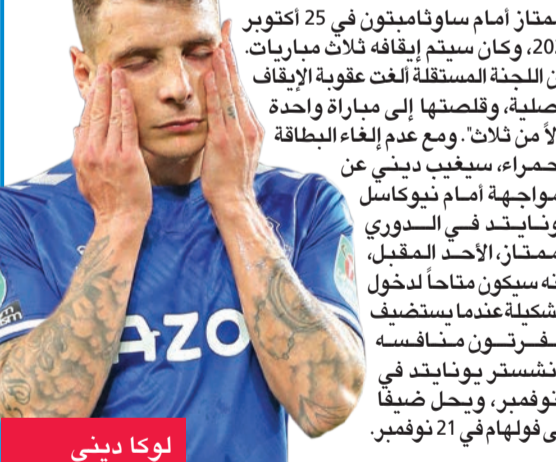 ممتاز أمام ساوثامبتون في 25 أكتوبر
، وكان سيتم إيقافه ثلاث مباريات.
اللجنة المستقلة ألغت عقوبة الإيقاف
صلية، وقلصتها إلى مباراة واحدة
لاً من ثلاث". ومع عدم إلغاء البطاقة
حمراء، سيغيب ديني عن
مواجهة أمام نيوكاسل
ونايتد في الدوري
ممتاز، الأحد المقبل،
نه سيكون متاحاً لدخول
شكيلة عندما يستضيف
ـفرتون منافسه
نشستر يونايتد في
نوفمبر، ويحل ضيفا
ى فولهام في 21 نوفمبر.
AZO
لوكا ديني